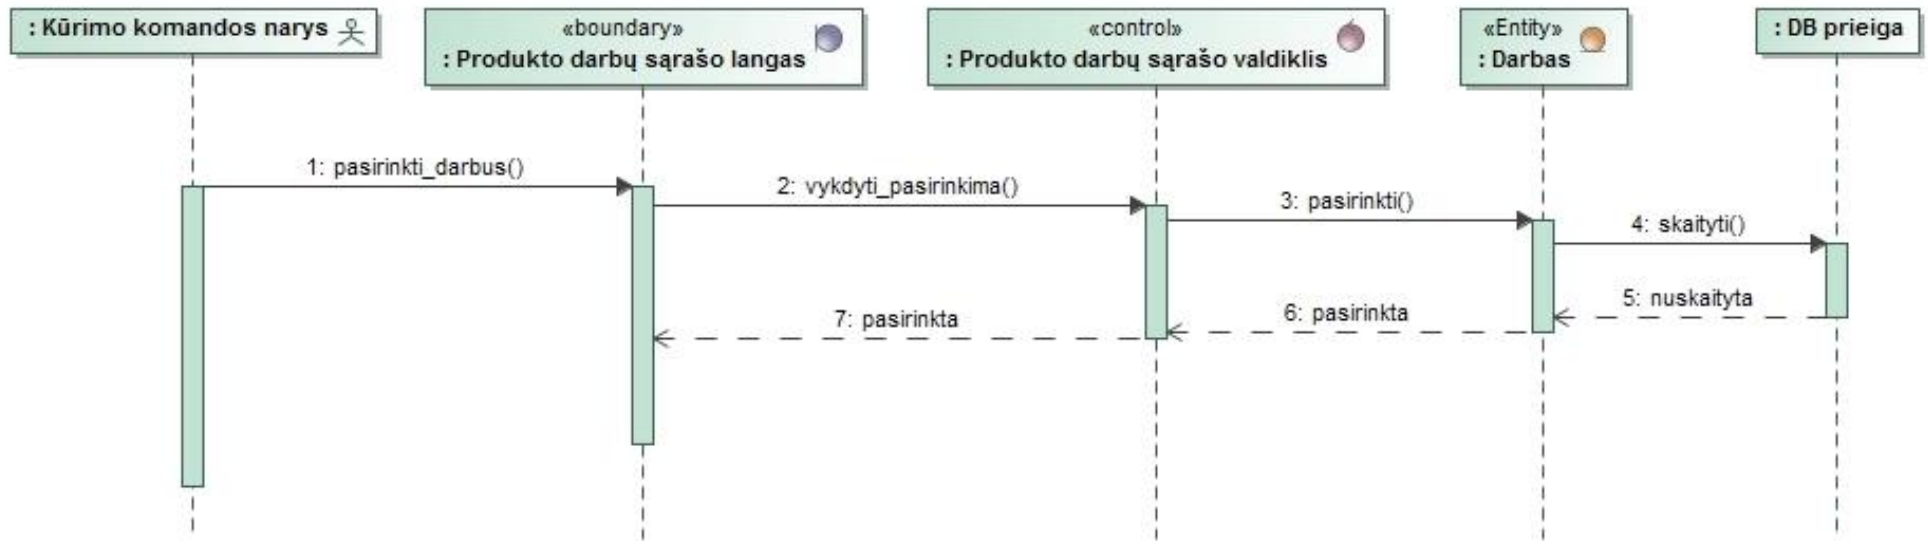 : Kūrimo komandos narys
«boundary»
: Produkto darbų sąrašo langas
«control»
: Produkto darbų sąrašo valdiklis
«Entity»
: Darbas
: DB prieiga
1: pasirinkti_darbus()
2: vykdyti_pasirinkima()
3: pasirinkti()
4: skaityti()
5: nuskaityta
6: pasirinkta
7: pasirinkta